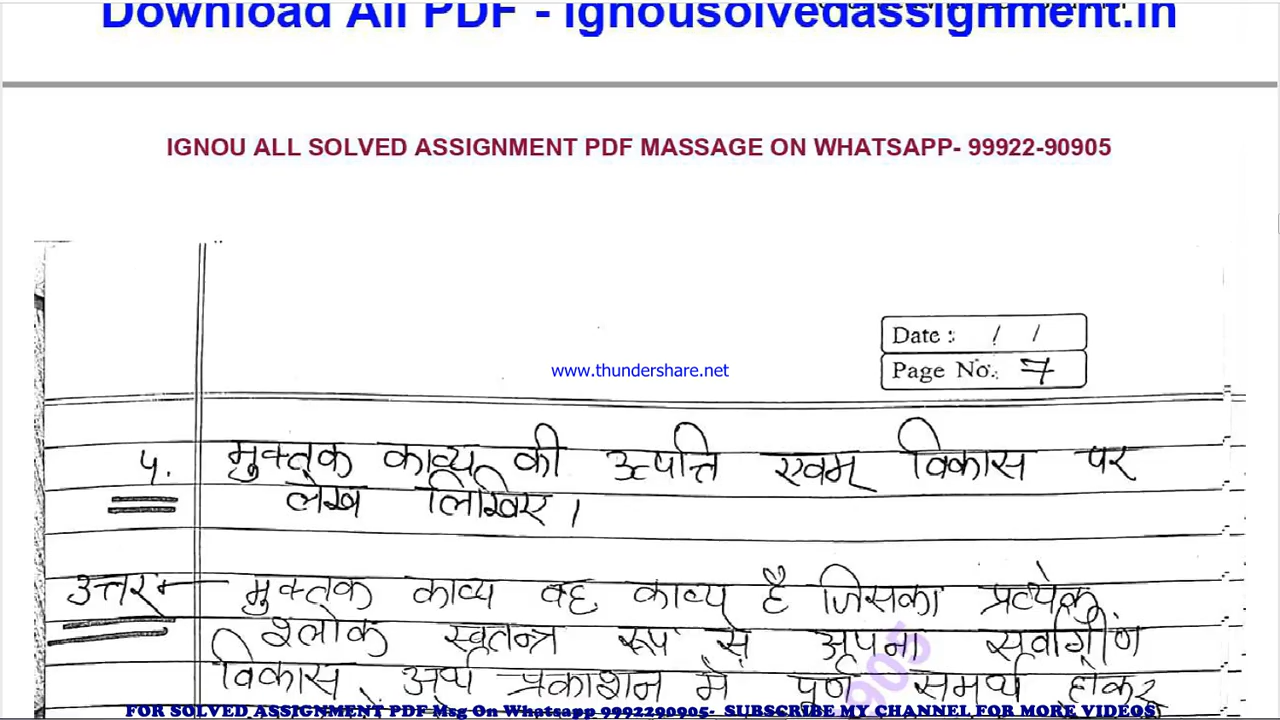 Download All PDF - ignousolvedassignment.in
IGNOU ALL SOLVED ASSIGNMENT PDF MASSAGE ON WHATSAPP- 99922-90905
Date : / /
www.thundershare.net
Page No.: 7
५. मुक्तक काव्य की उत्पत्ति एवम् विकास पर
लेख लिखिए।
उत्तर:- मुक्तक काव्य वह काव्य है जिसका प्रत्येक
श्लोक स्वतन्त्र रूप से अपना सर्वागीण
विकास, अर्थ प्रकाशन में पूर्ण समर्थ होकर
905
FOR SOLVED ASSIGNMENT PDF Msg On Whatsapp 9992290905- SUBSCRIBE MY CHANNEL FOR MORE VIDEOS